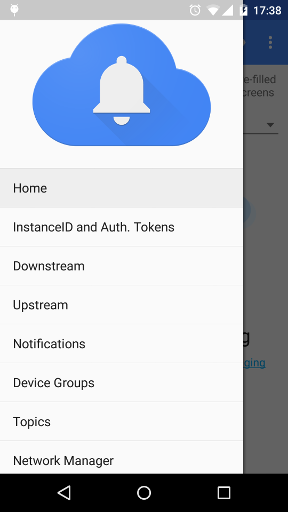 17:38
e-filled
creens
Home
InstanceID and Auth. Tokens
Downstream
Upstream
Notifications
g
Device Groups
ging
Topics
Network Manager